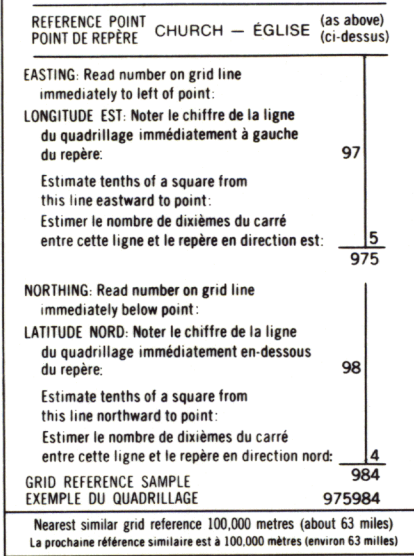 REFERENCE POINT CHURCH — ÉGLISE (as above)
POINT DE REPÈRE (ci-dessus)
EASTING: Read number on grid line
immediately to left of point:
LONGITUDE EST: Noter le chiffre de la ligne
du quadrillage immédiatement à gauche
du repère: 97
Estimate tenths of a square from
this line eastward to point:
Estimer le nombre de dixièmes du carré
entre cette ligne et le repère en direction est: 5
975
NORTHING: Read number on grid line
immediately below point:
LATITUDE NORD: Noter le chiffre de la ligne
du quadrillage immédiatement en-dessous
du repère: 98
Estimate tenths of a square from
this line northward to point:
Estimer le nombre de dixièmes du carré
entre cette ligne et le repère en direction nord: 4
984
GRID REFERENCE SAMPLE
EXEMPLE DU QUADRILLAGE 975984
Nearest similar grid reference 100,000 metres (about 63 miles)
La prochaine référence similaire est à 100,000 mètres (environ 63 milles)